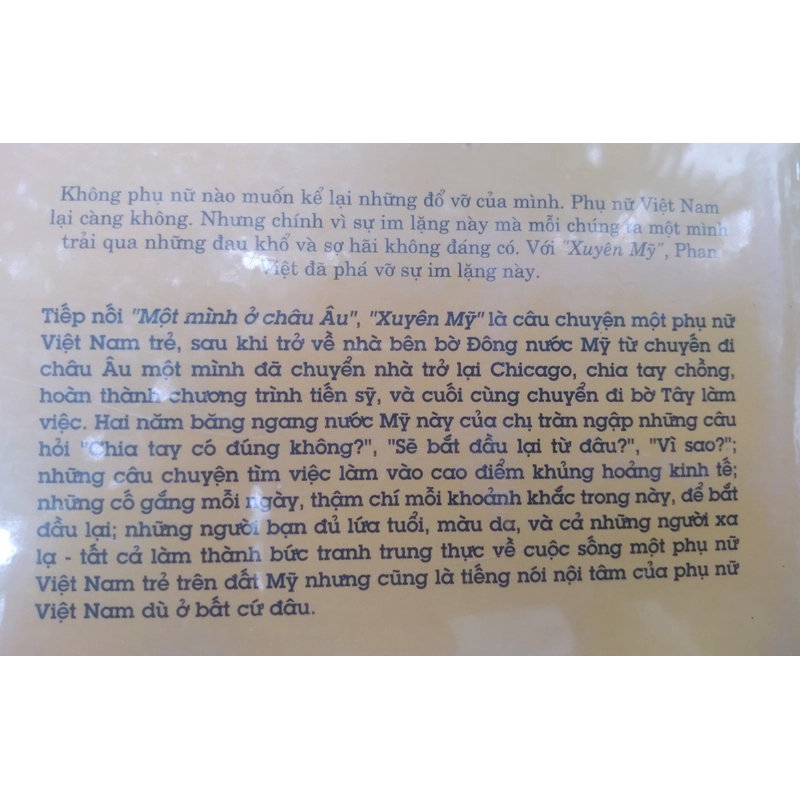 Không phụ nữ nào muốn kể lại những đổ vỡ của mình. Phụ nữ Việt Nam
lại càng không. Nhưng chính vì sự im lặng này mà mỗi chúng ta một mình
trải qua những đau khổ và sợ hãi không đáng có. Với "Xuyên Mỹ", Phan
Việt đã phá vỡ sự im lặng này.
Tiếp nối "Một mình ở châu Âu", "Xuyên Mỹ" là câu chuyện một phụ nữ
Việt Nam trẻ, sau khi trở về nhà bên bờ Đông nước Mỹ từ chuyến đi
châu Âu một mình đã chuyển nhà trở lại Chicago, chia tay chồng,
hoàn thành chương trình tiến sỹ, và cuối cùng chuyển đi bờ Tây làm
việc. Hai năm băng ngang nước Mỹ này của chị tràn ngập những câu
hỏi "Chia tay có đúng không?", "Sẽ bắt đầu lại từ đâu?", "Vì sao?";
những câu chuyện tìm việc làm vào cao điểm khủng hoảng kinh tế;
những cố gắng mỗi ngày, thậm chí mỗi khoảnh khắc trong này, để bắt
đầu lại; những người bạn đủ lứa tuổi, màu da, và cả những người xa
lạ - tất cả làm thành bức tranh trung thực về cuộc sống một phụ nữ
Việt Nam trẻ trên đất Mỹ nhưng cũng là tiếng nói nội tâm của phụ nữ
Việt Nam dù ở bất cứ đâu.